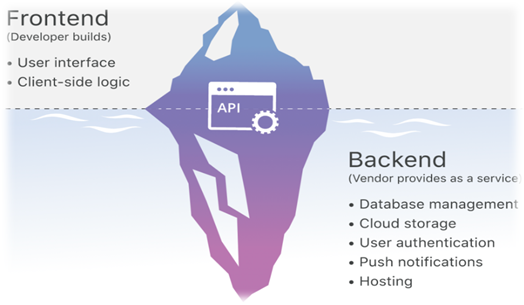 Frontend
(Developer builds)
• User interface
• Client-side logic
API
Backend
(Vendor provides as a service)
• Database management
• Cloud storage
• User authentication
• Push notifications
• Hosting